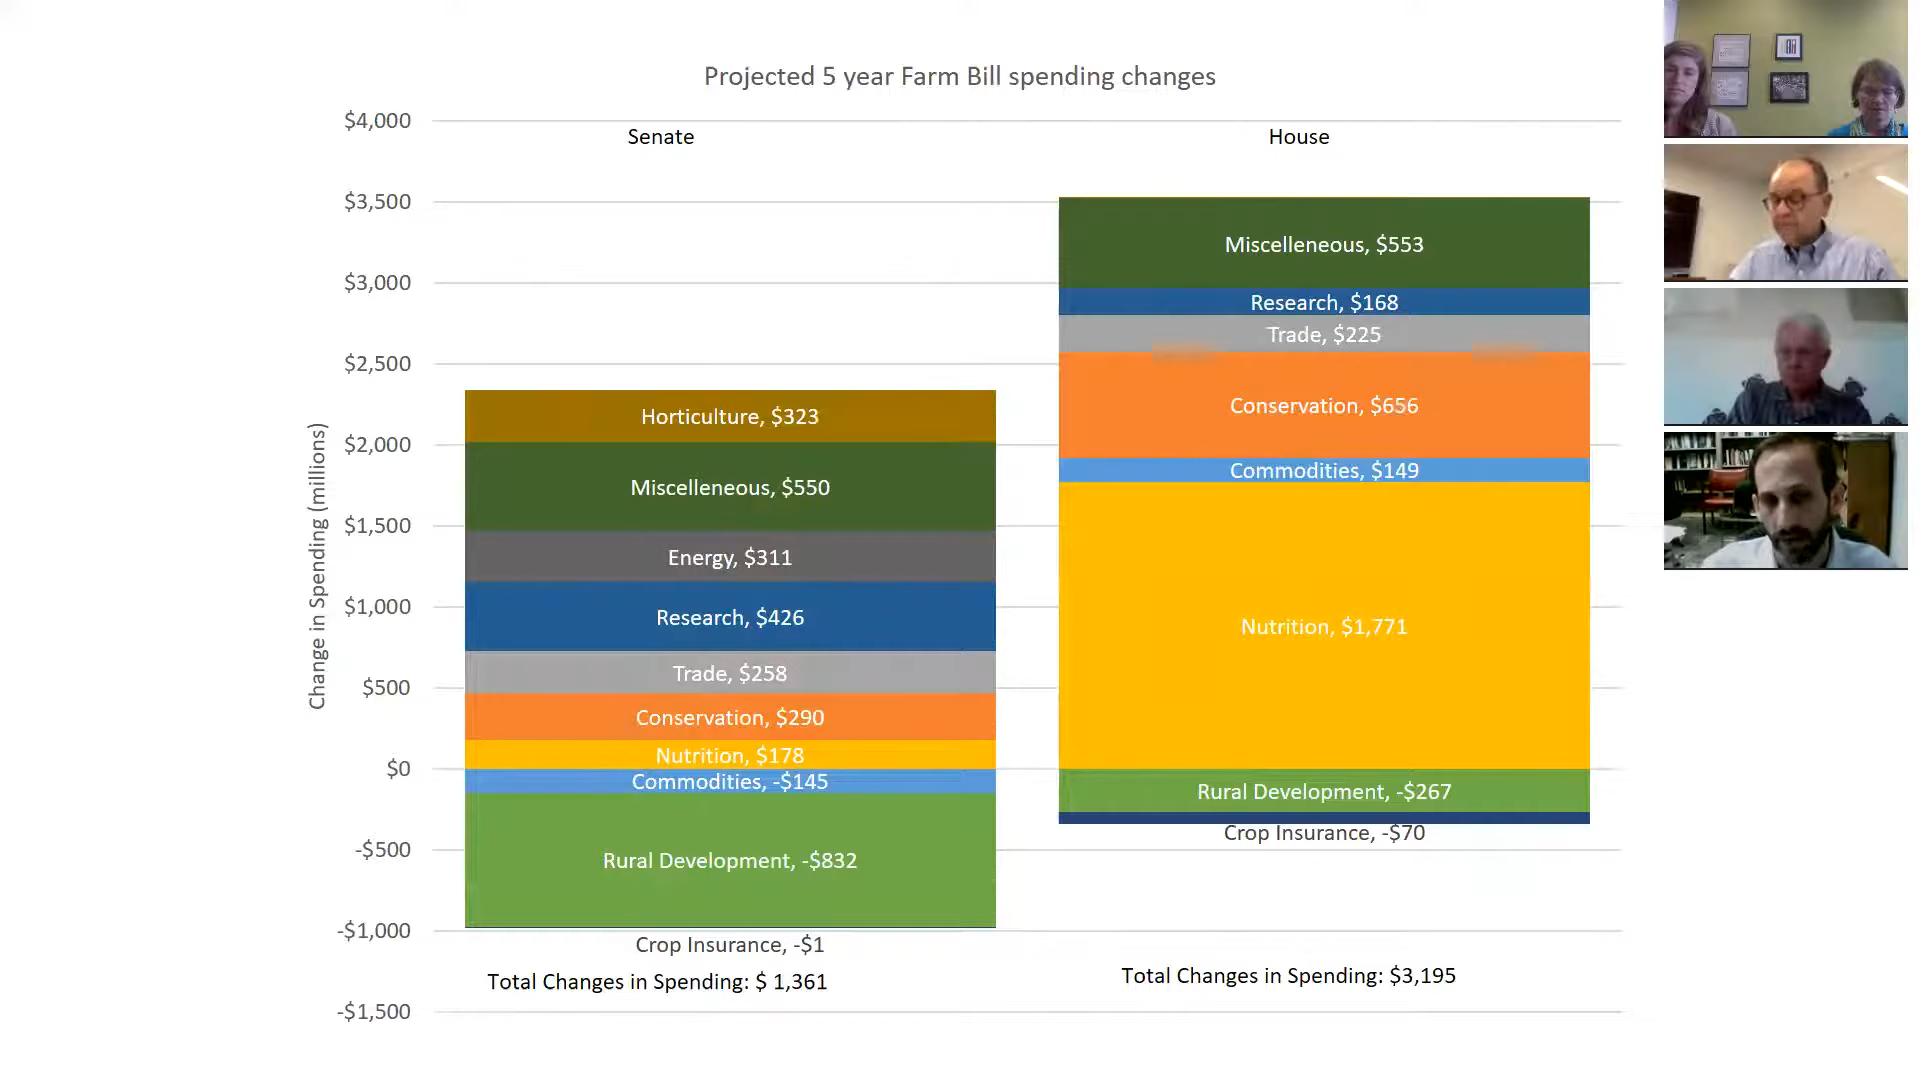 Projected 5 year Farm Bill spending changes
Change in Spending (millions)
$4,000
$3,500
$3,000
$2,500
$2,000
$1,500
$1,000
$500
$0
-$500
-$1,000
-$1,500
Senate
Horticulture, $323
Miscelleneous, $550
Energy, $311
Research, $426
Trade, $258
Conservation, $290
Nutrition, $178
Commodities, -$145
Rural Development, -$832
Crop Insurance, -$1
Total Changes in Spending: $ 1,361
House
Miscelleneous, $553
Research, $168
Trade, $225
Conservation, $656
Commodities, $149
Nutrition, $1,771
Rural Development, -$267
Crop Insurance, -$70
Total Changes in Spending: $3,195